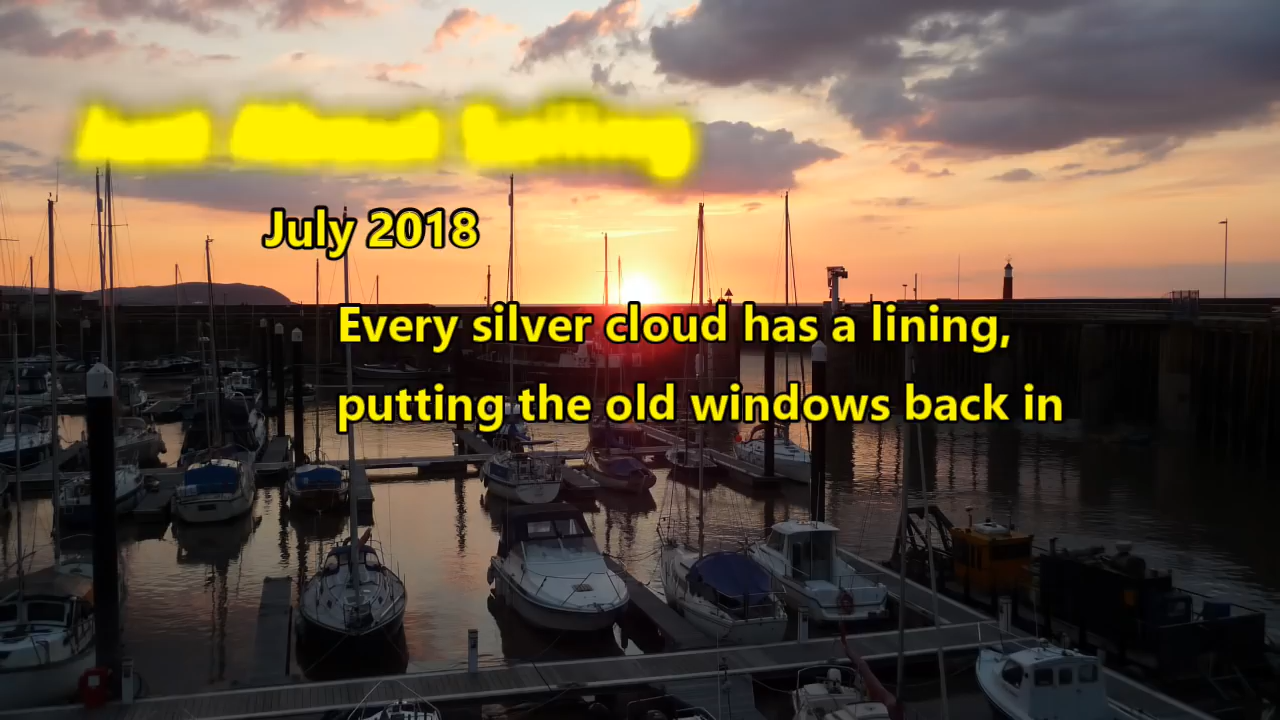 July 2018
Every silver cloud has a lining,
putting the old windows back in